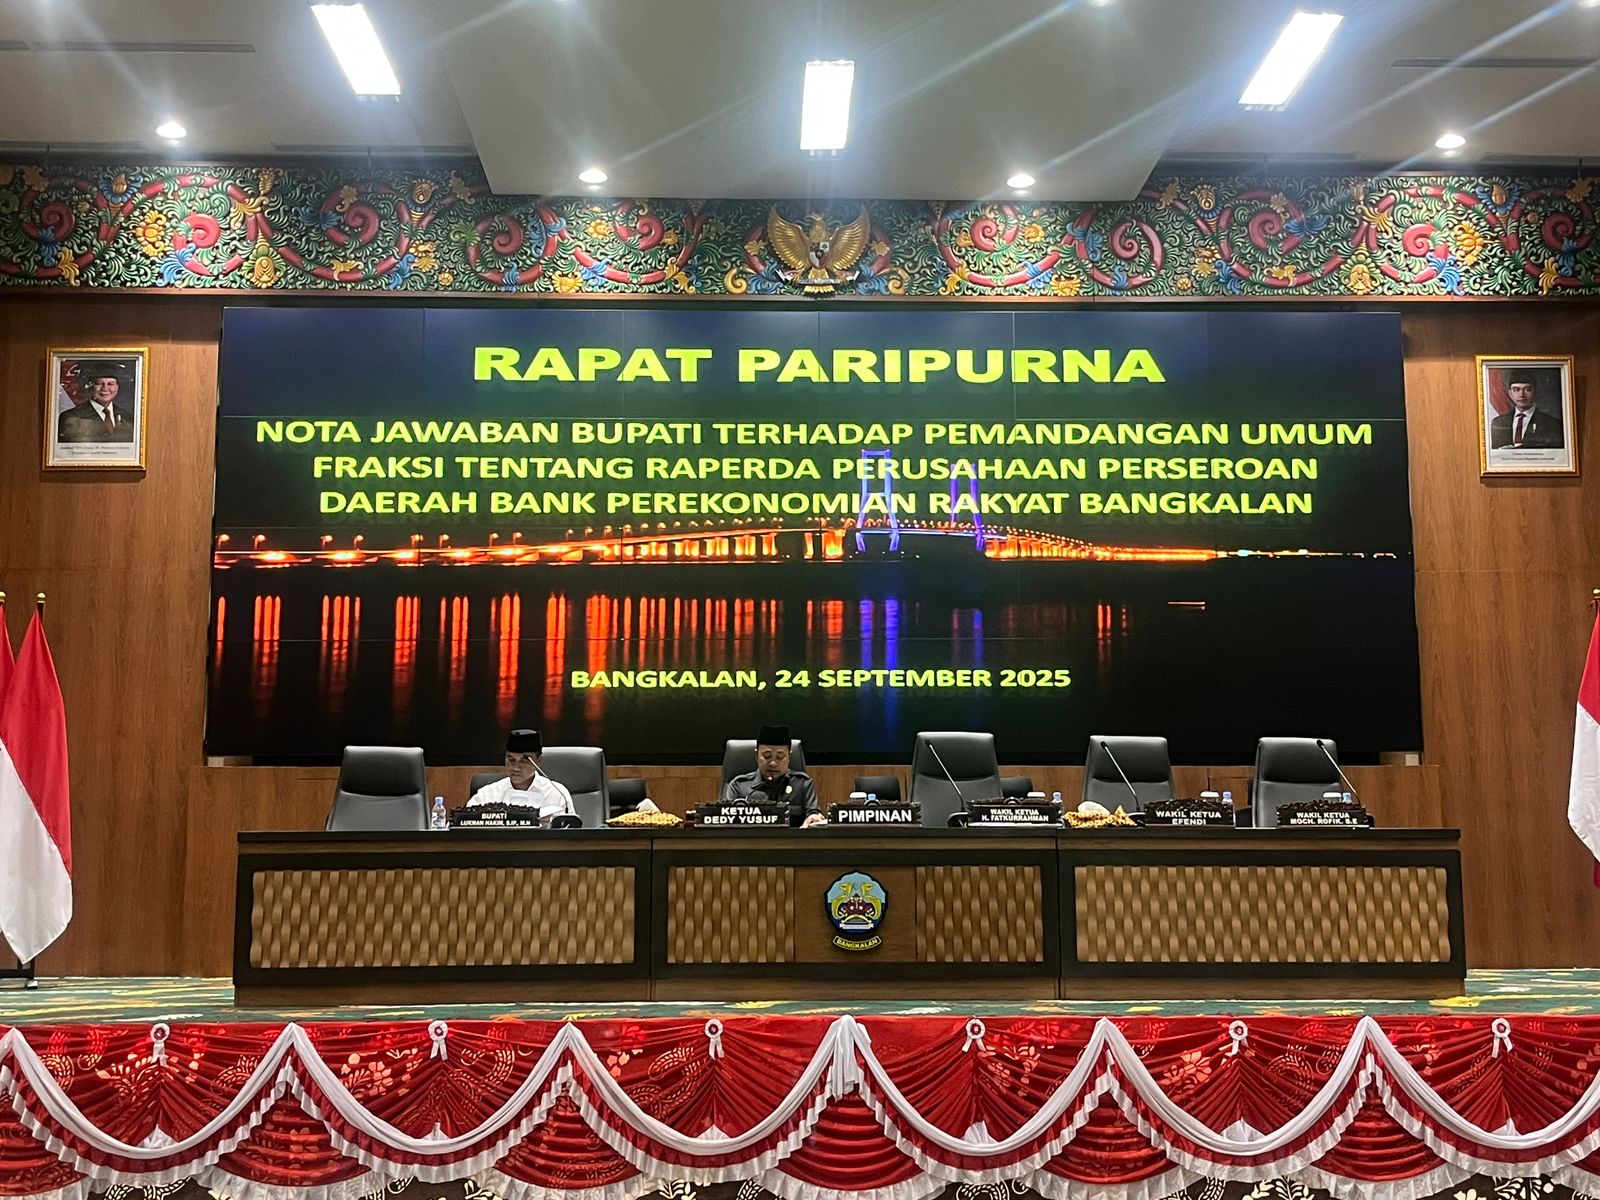 RAPAT PARIPURNA
NOTA JAWABAN BUPATI TERHADAP PEMANDANGAN UMUM
FRAKSI TENTANG RAPERDA PERUSAHAAN PERSEROAN
DAERAH BANK PEREKONOMIAN RAKYAT BANGKALAN
BANGKALAN, 24 SEPTEMBER 2025
BUPATI
LUKMAN HAKIM, S.IP, M.H
KETUA
DEDY YUSUF
PIMPINAN
WAKIL KETUA
H. FATKURRAHMAN
WAKIL KETUA
EFENDI
WAKIL KETUA
MOCH. ROFIK. S.E
BANGKALAN